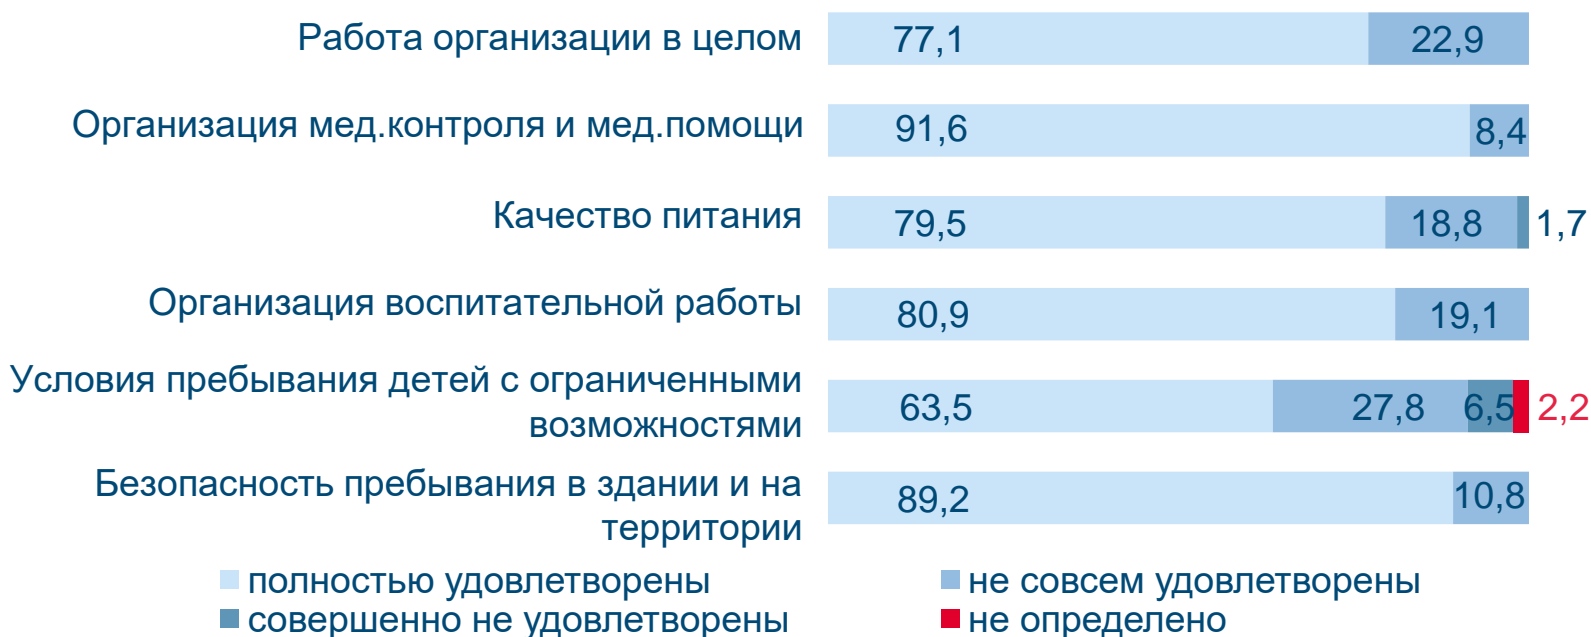 Работа организации в целом 77,1 22,9
Организация мед.контроля и мед.помощи 91,6 8,4
Качество питания 79,5 18,8 1,7
Организация воспитательной работы 80,9 19,1
Условия пребывания детей с ограниченными
возможностями 63,5 27,8 6,5 2,2
Безопасность пребывания в здании и на
территории 89,2 10,8
полностью удовлетворены не совсем удовлетворены
совершенно не удовлетворены не определено